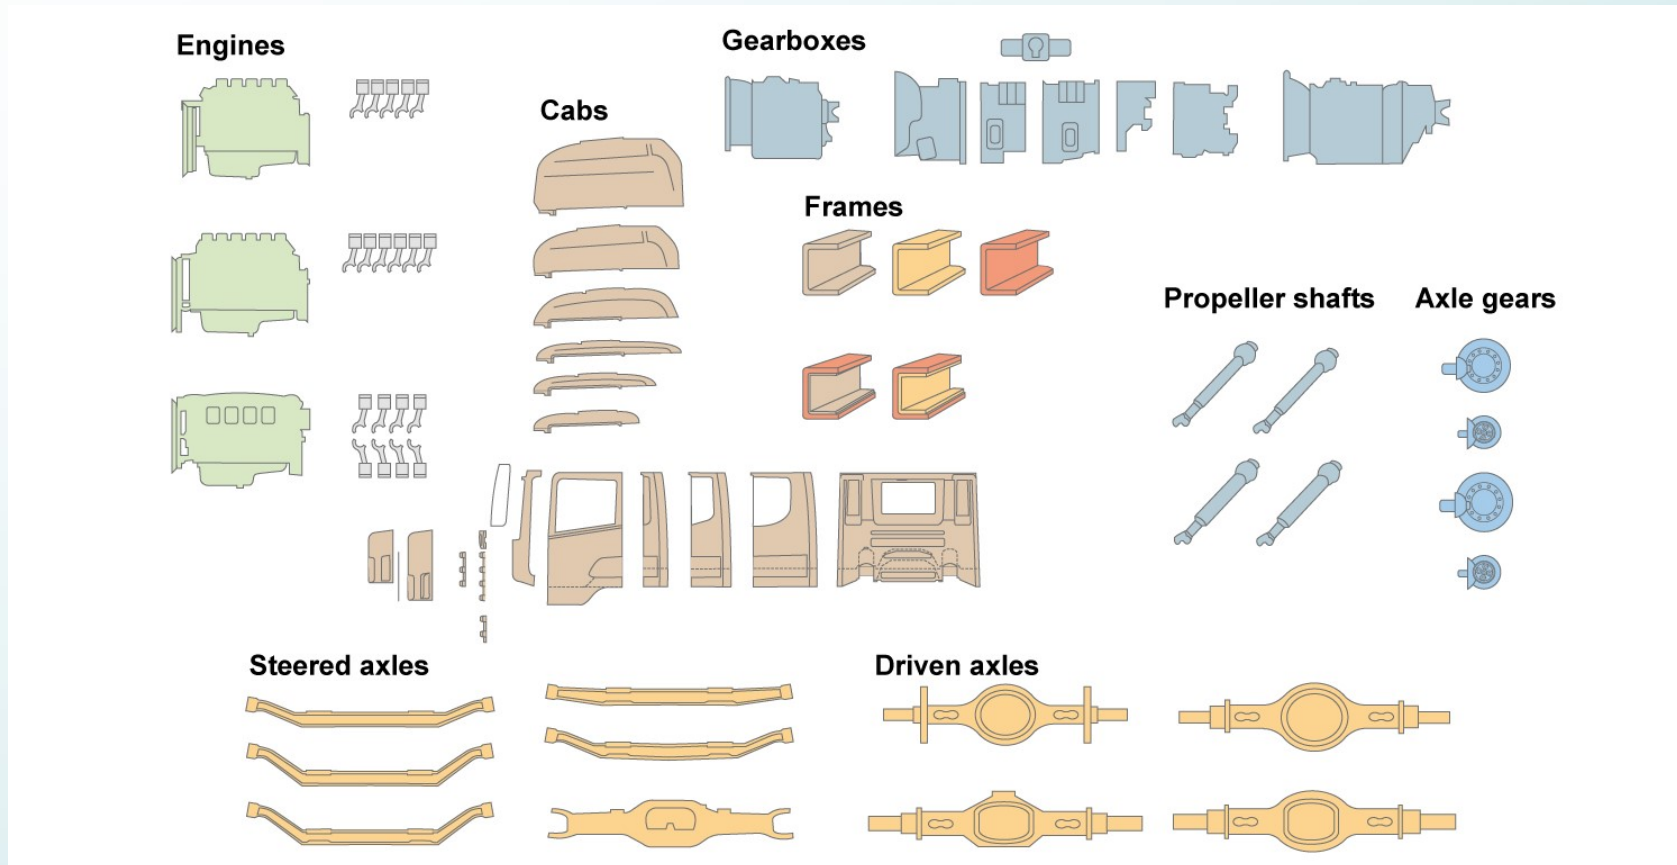 Engines
Gearboxes
Cabs
Frames
Propeller shafts
Axle gears
Steered axles
Driven axles